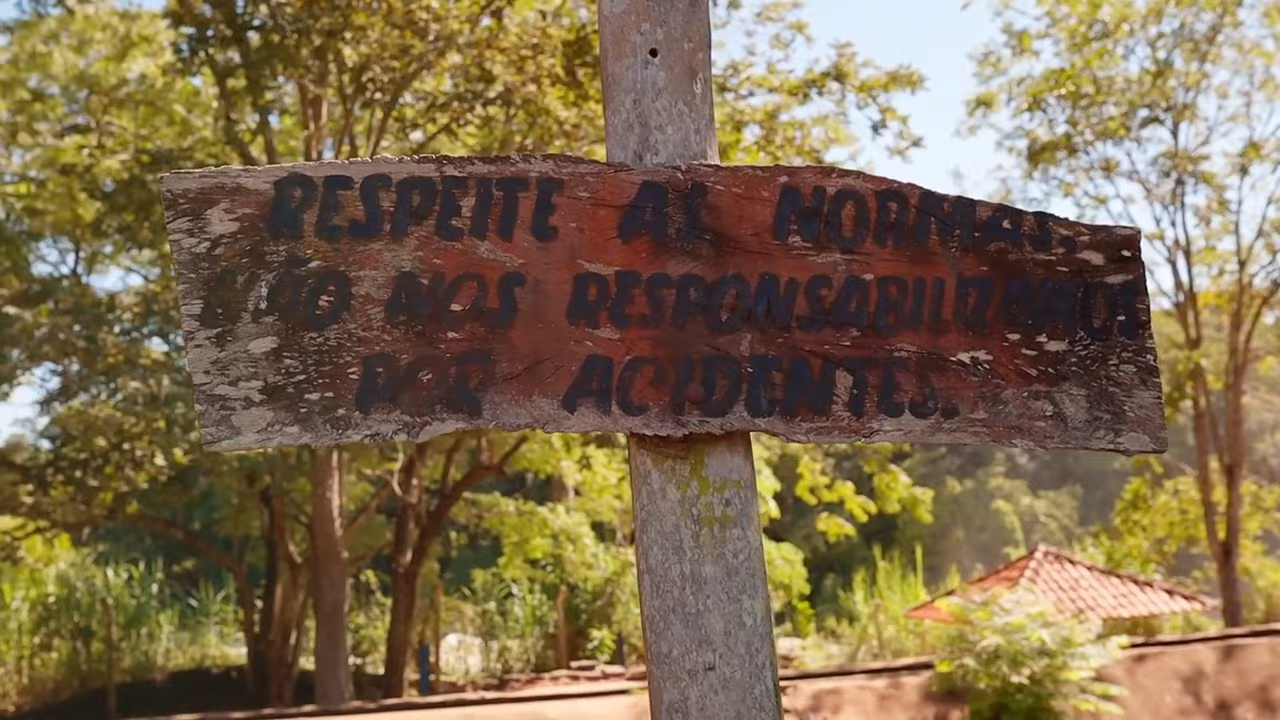 RESPEITE AS NORMAS.
NÃO NOS RESPONSABILIZAMOS
POR ACIDENTES.